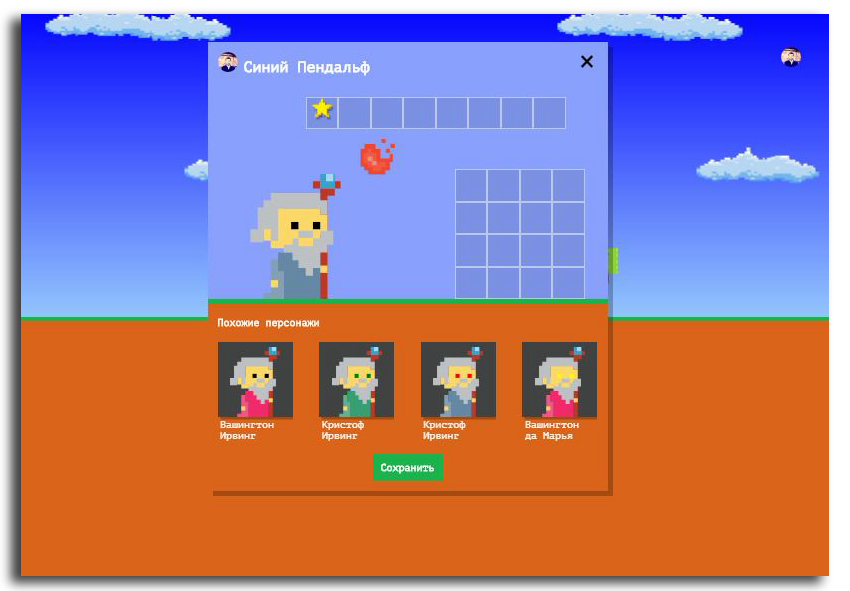 Синий Пендальф
Похожие персонажи
Вашингтон
Ирвинг
Кристоф
Ирвинг
Кристоф
Ирвинг
Вашингтон
да Марья
Сохранить